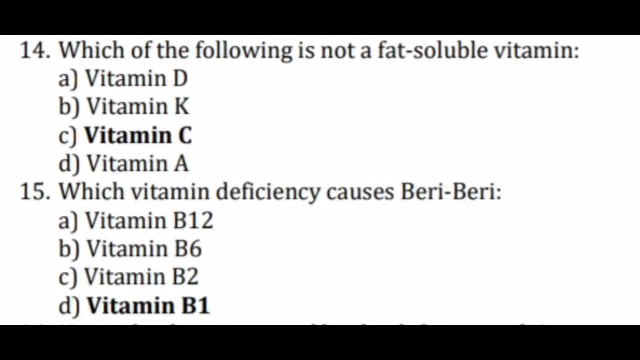 14. Which of the following is not a fat-soluble vitamin:
a) Vitamin D
b) Vitamin K
c) Vitamin C
d) Vitamin A
15. Which vitamin deficiency causes Beri-Beri:
a) Vitamin B12
b) Vitamin B6
c) Vitamin B2
d) Vitamin B1